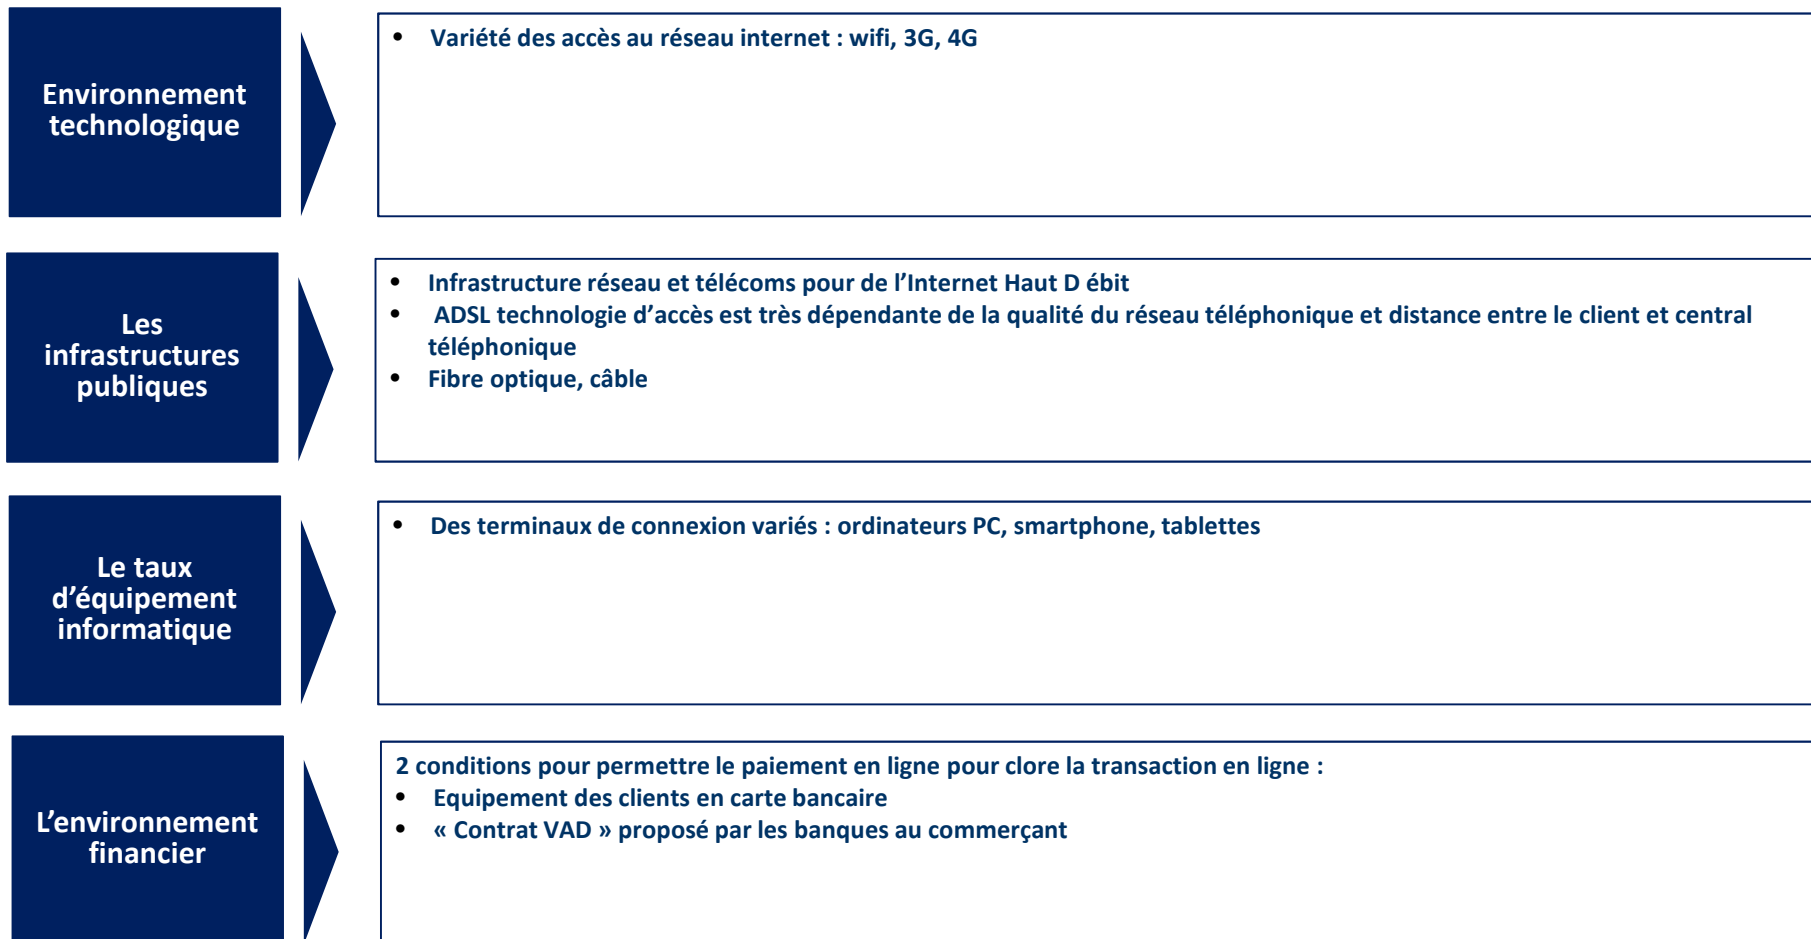 Environnement
technologique
• Variété des accès au réseau internet : wifi, 3G, 4G
Les
infrastructures
publiques
• Infrastructure réseau et télécoms pour de l’Internet Haut D ébit
• ADSL technologie d’accès est très dépendante de la qualité du réseau téléphonique et distance entre le client et central
téléphonique
• Fibre optique, câble
Le taux
d’équipement
informatique
• Des terminaux de connexion variés : ordinateurs PC, smartphone, tablettes
L’environnement
financier
2 conditions pour permettre le paiement en ligne pour clore la transaction en ligne :
• Equipement des clients en carte bancaire
• « Contrat VAD » proposé par les banques au commerçant